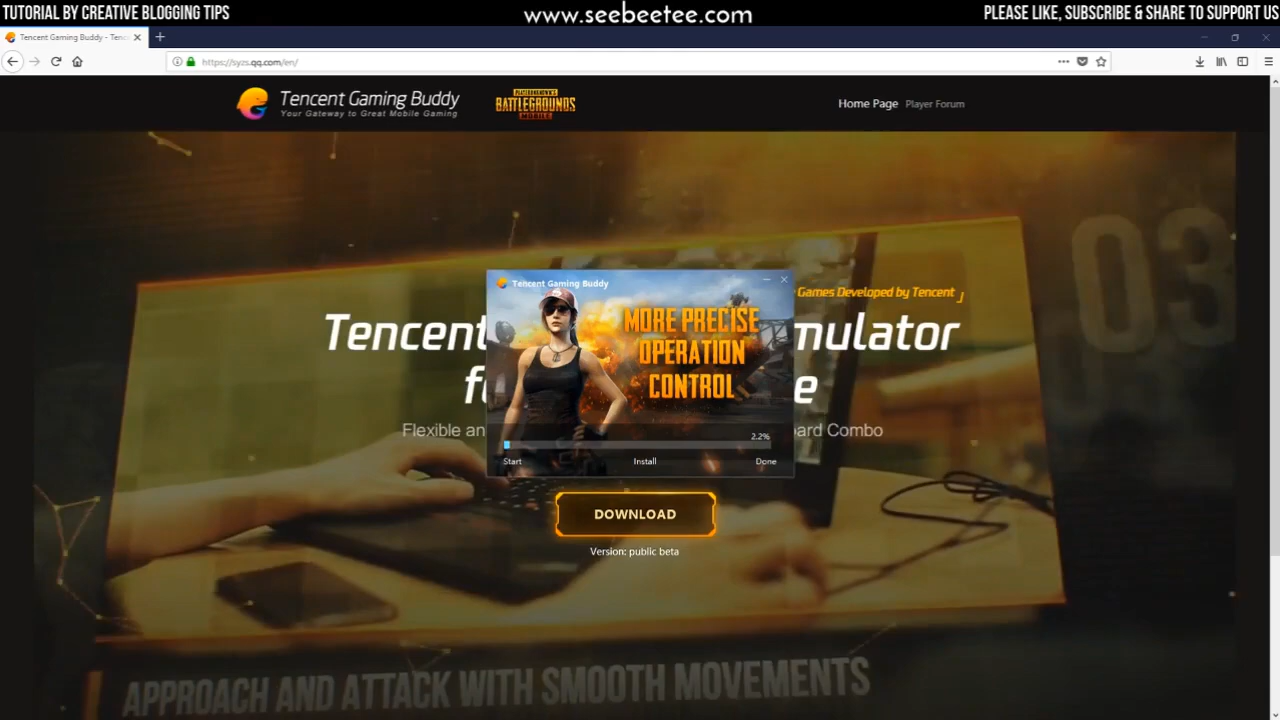 TUTORIAL BY CREATIVE BLOGGING TIPS
www.seebeetee.com
PLEASE LIKE, SUBSCRIBE & SHARE TO SUPPORT US
Tencent Gaming Buddy - Tenc
https://syzs.qq.com/en/
Tencent Gaming Buddy
Your Gateway to Great Mobile Gaming
PLAYERUNKNOWN'S
BATTLEGROUNDS
MOBILE
Home Page Player Forum
03
Tencent Gaming Buddy
Games Developed by Tencent
MORE PRECISE
OPERATION
CONTROL
Tencent mulator
f e
Flexible an ard Combo
2.2%
Start Install Done
DOWNLOAD
Version: public beta
APPROACH AND ATTACK WITH SMOOTH MOVEMENTS